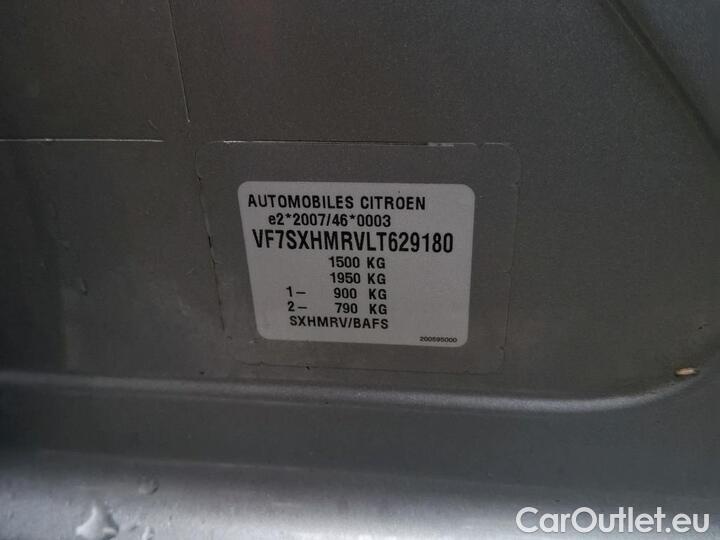 AUTOMOBILES CITROEN
e2*2007/46*0003
VF7SXHMRVLT629180
1500 KG
1950 KG
1- 900 KG
2- 790 KG
SXHMRV/BAFS
200595000
CarOutlet.eu